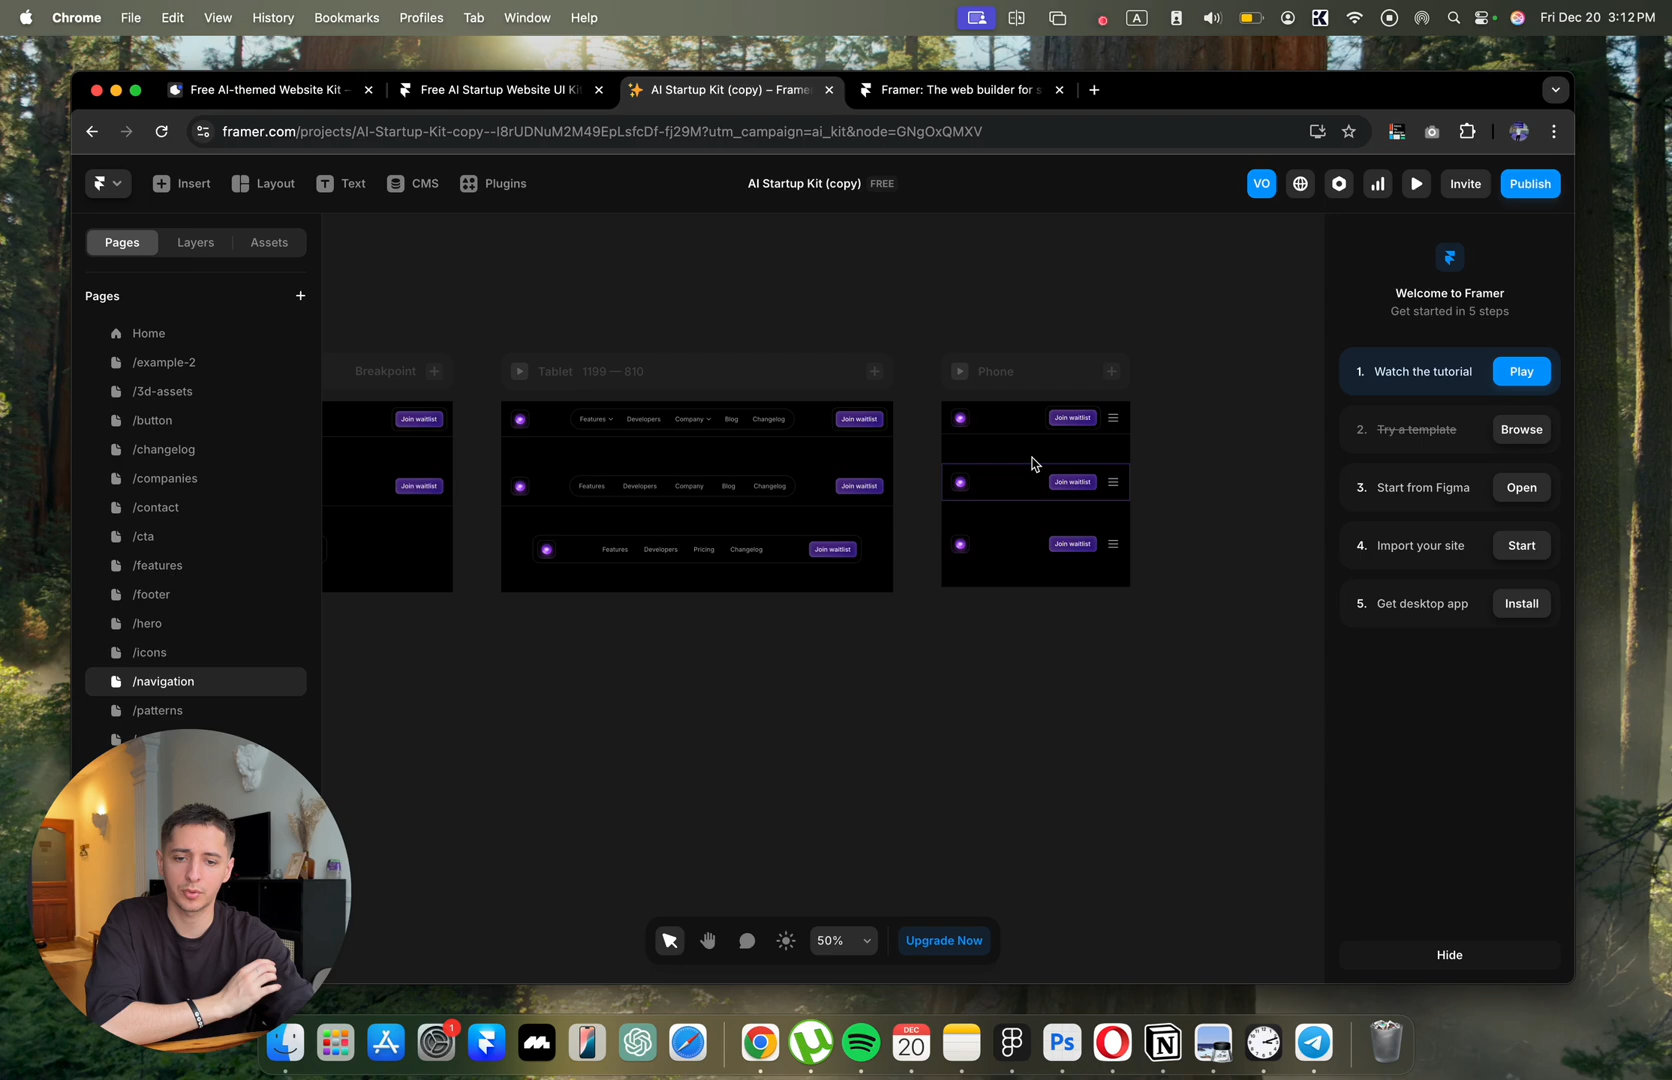 Chrome File Edit View History Bookmarks Profiles Tab Window Help
A
Fri Dec 20 3:12 PM
Free AI-themed Website Kit –
Free AI Startup Website UI Kit
AI Startup Kit (copy) – Framer
Framer: The web builder for s
framer.com/projects/AI-Startup-Kit-copy--I8rUDNuM2M49EpLsfcDf-fj29M?utm_campaign=ai_kit&node=GNgOxQMXV
Insert Layout Text CMS Plugins
AI Startup Kit (copy) FREE
VO Invite Publish
Pages Layers Assets
Pages
Home
/example-2
/3d-assets
/button
/changelog
/companies
/contact
/cta
/features
/footer
/hero
/icons
/navigation
/patterns
Breakpoint
Tablet 1199 — 810
Phone
Join waitlist
Features Developers Company Blog Changelog Join waitlist
Join waitlist
Join waitlist
Features Developers Company Blog Changelog Join waitlist
Join waitlist
Features Developers Pricing Changelog Join waitlist
Join waitlist
Welcome to Framer
Get started in 5 steps
1. Watch the tutorial Play
2. Try a template Browse
3. Start from Figma Open
4. Import your site Start
5. Get desktop app Install
50% Upgrade Now
Hide
1
DEC
20
Ps